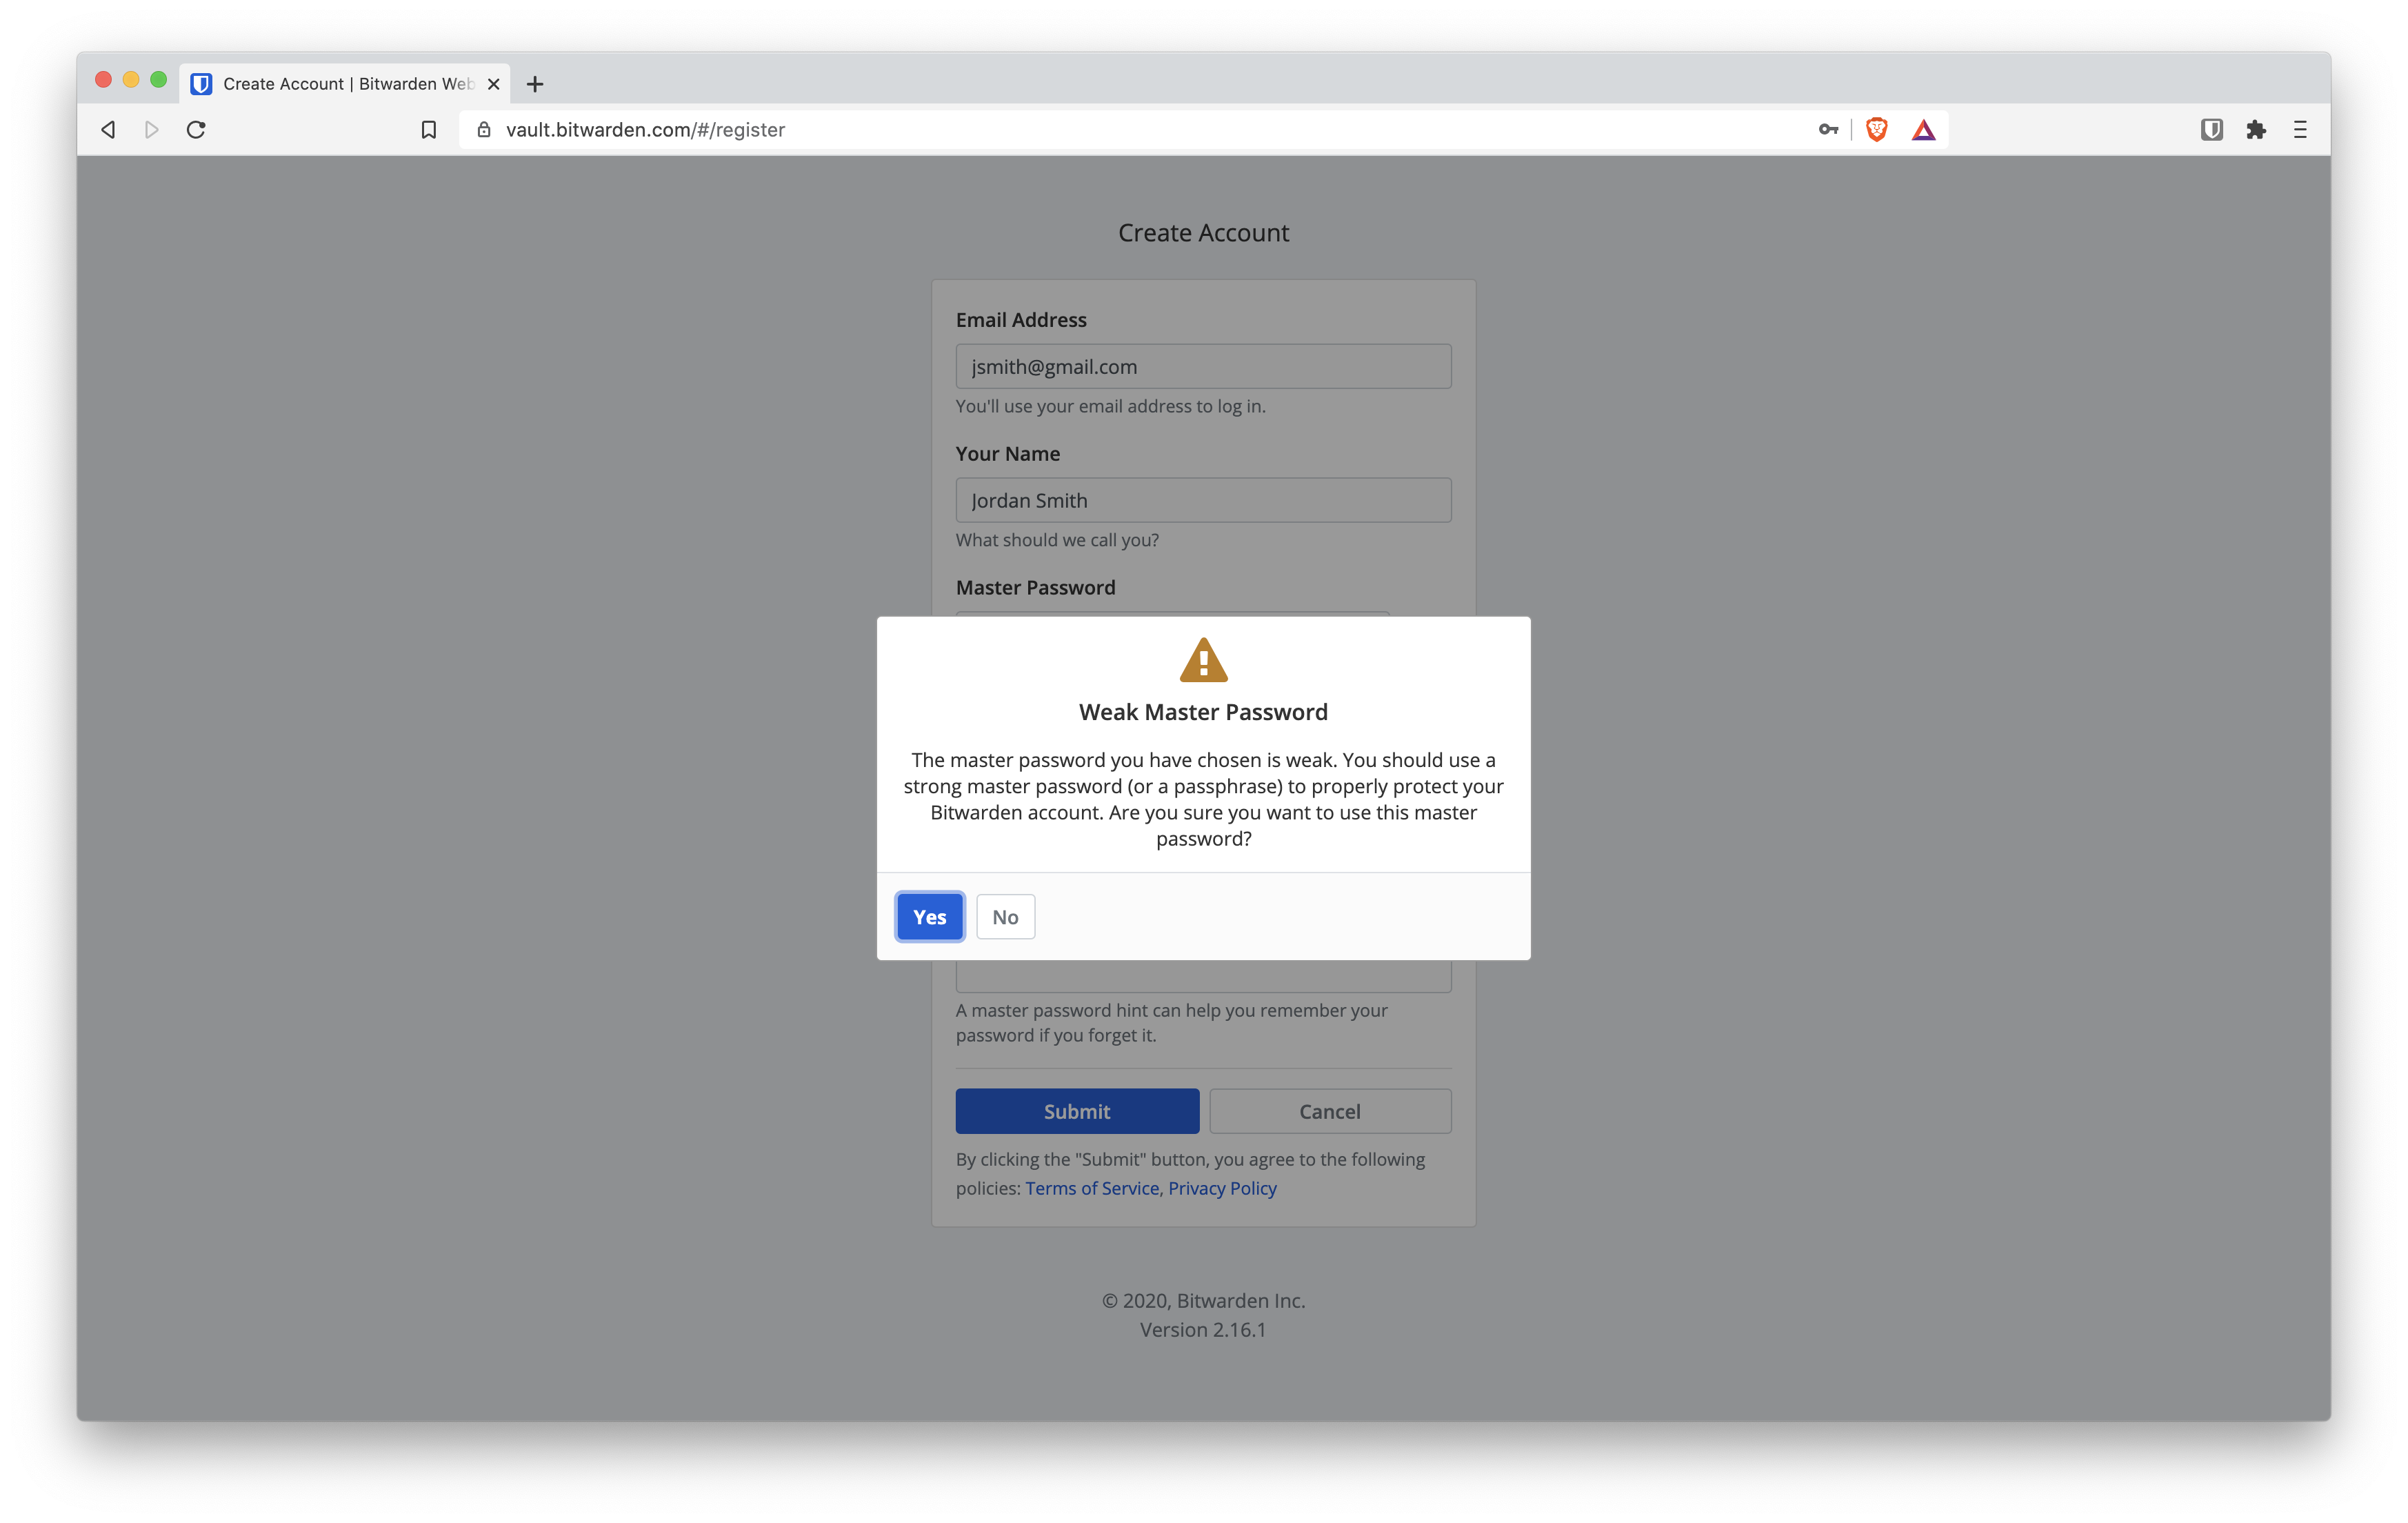 Create Account | Bitwarden Web
vault.bitwarden.com/#/register
Create Account
Email Address
jsmith@gmail.com
You'll use your email address to log in.
Your Name
Jordan Smith
What should we call you?
Master Password
Weak Master Password
The master password you have chosen is weak. You should use a
strong master password (or a passphrase) to properly protect your
Bitwarden account. Are you sure you want to use this master
password?
Yes No
A master password hint can help you remember your
password if you forget it.
Submit Cancel
By clicking the "Submit" button, you agree to the following
policies: Terms of Service, Privacy Policy
© 2020, Bitwarden Inc.
Version 2.16.1